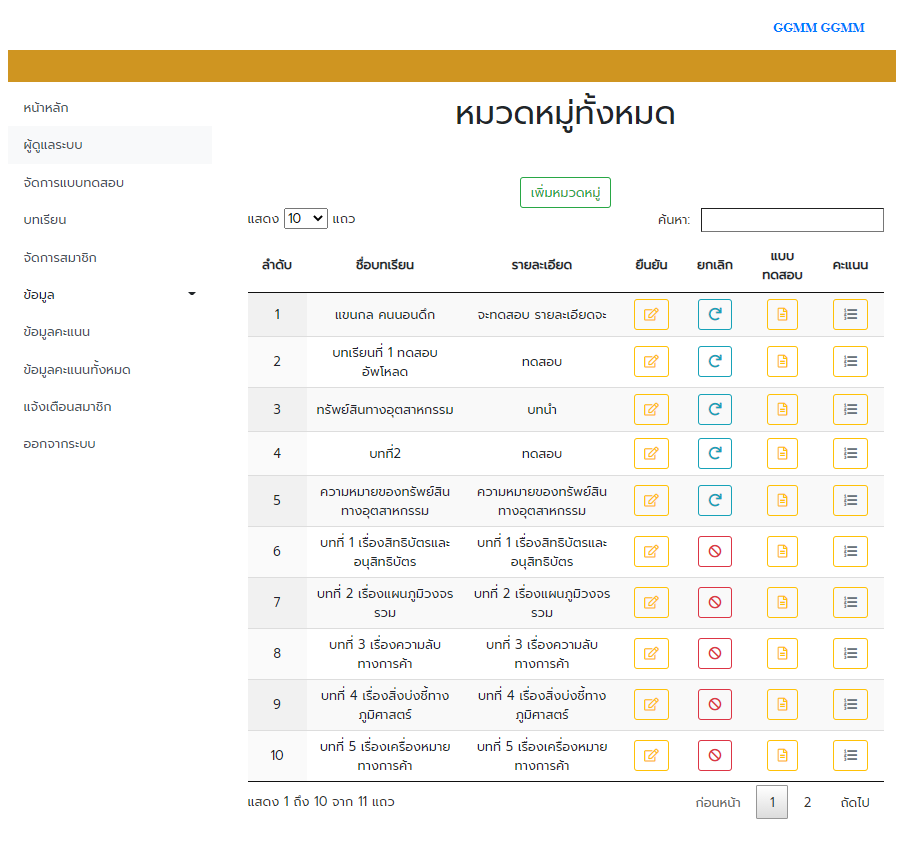 GGMM GGMM
หน้าหลัก
ผู้ดูแลระบบ
จัดการแบบทดสอบ
บทเรียน
จัดการสมาชิก
ข้อมูล
ข้อมูลคะแนน
ข้อมูลคะแนนทั้งหมด
แจ้งเตือนสมาชิก
ออกจากระบบ
หมวดหมู่ทั้งหมด
เพิ่มหมวดหมู่
แสดง 10 แถว
ค้นหา:
ลำดับ ชื่อบทเรียน รายละเอียด ยืนยัน ยกเลิก แบบ คะแนน
ทดสอบ
1 แขนกล คนนอนดึก จะทดสอบ รายละเอียดจะ
2 บทเรียนที่ 1 ทดสอบ ทดสอบ
อัพโหลด
3 ทรัพย์สินทางอุตสาหกรรม บทนำ
4 บทที่2 ทดสอบ
5 ความหมายของทรัพย์สิน ความหมายของทรัพย์สิน
ทางอุตสาหกรรม ทางอุตสาหกรรม
6 บทที่ 1 เรื่องสิทธิบัตรและ บทที่ 1 เรื่องสิทธิบัตรและ
อนุสิทธิบัตร อนุสิทธิบัตร
7 บทที่ 2 เรื่องแผนภูมิวงจร บทที่ 2 เรื่องแผนภูมิวงจร
รวม รวม
8 บทที่ 3 เรื่องความลับ บทที่ 3 เรื่องความลับ
ทางการค้า ทางการค้า
9 บทที่ 4 เรื่องสิ่งบ่งชี้ทาง บทที่ 4 เรื่องสิ่งบ่งชี้ทาง
ภูมิศาสตร์ ภูมิศาสตร์
10 บทที่ 5 เรื่องเครื่องหมาย บทที่ 5 เรื่องเครื่องหมาย
ทางการค้า ทางการค้า
แสดง 1 ถึง 10 จาก 11 แถว
ก่อนหน้า 1 2 ถัดไป